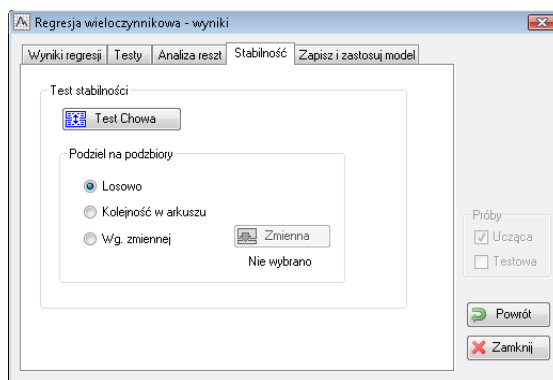 Regresja wieloczynnikowa - wyniki
Wyniki regresji Testy Analiza reszt Stabilność Zapisz i zastosuj model
Test stabilności
Test Chowa
Podziel na podzbiory
Losowo
Kolejność w arkuszu
Wg. zmiennej Zmienna
Nie wybrano
Próby
Ucząca
Testowa
Powrót
Zamknij